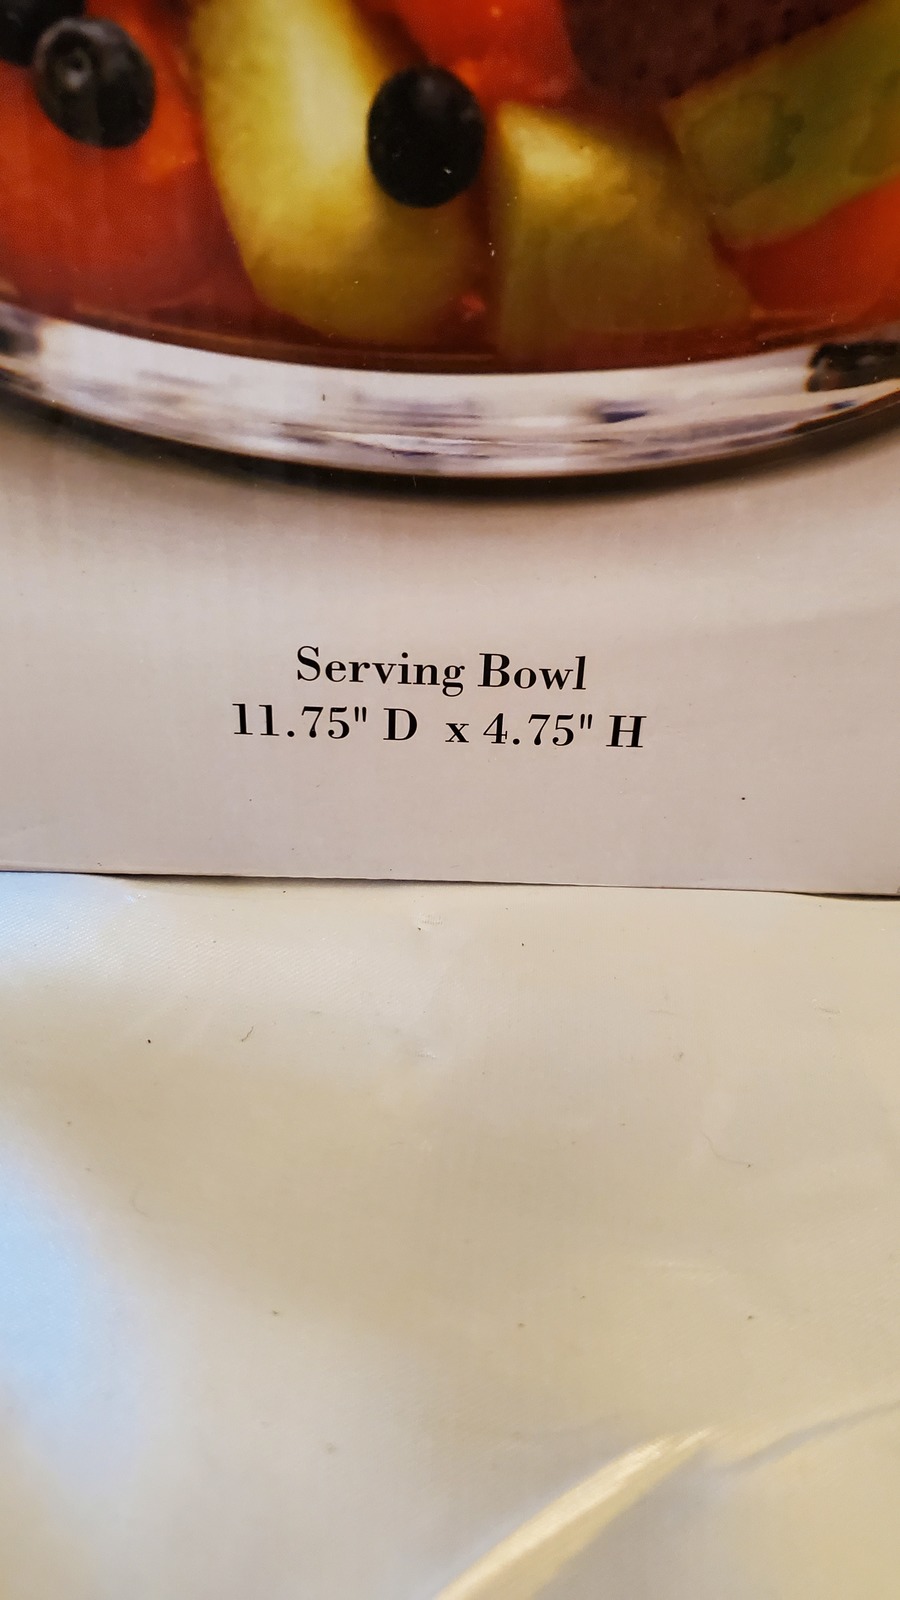 Serving Bowl
11.75" D x 4.75" H